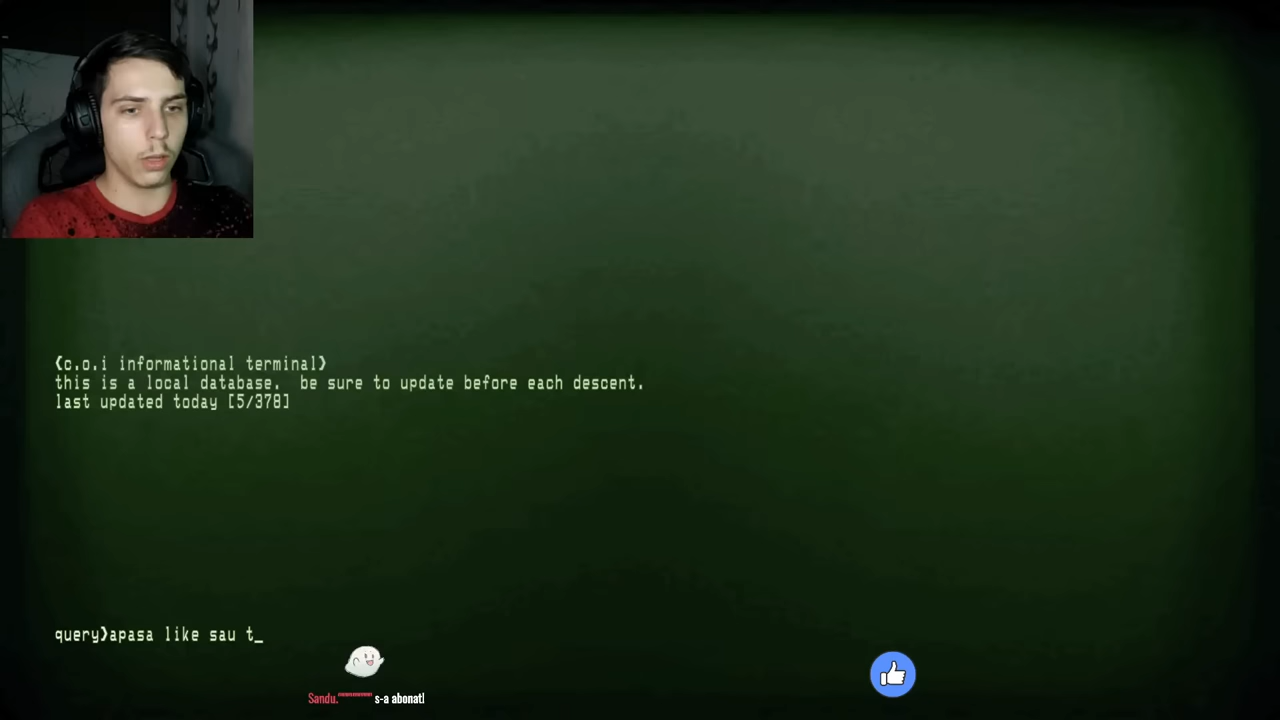 {c.o.i informational terminal}
this is a local database.  be sure to update before each descent.
last updated today [5/378]
query}apasa like sau t_
Sandu. s-a abonat!